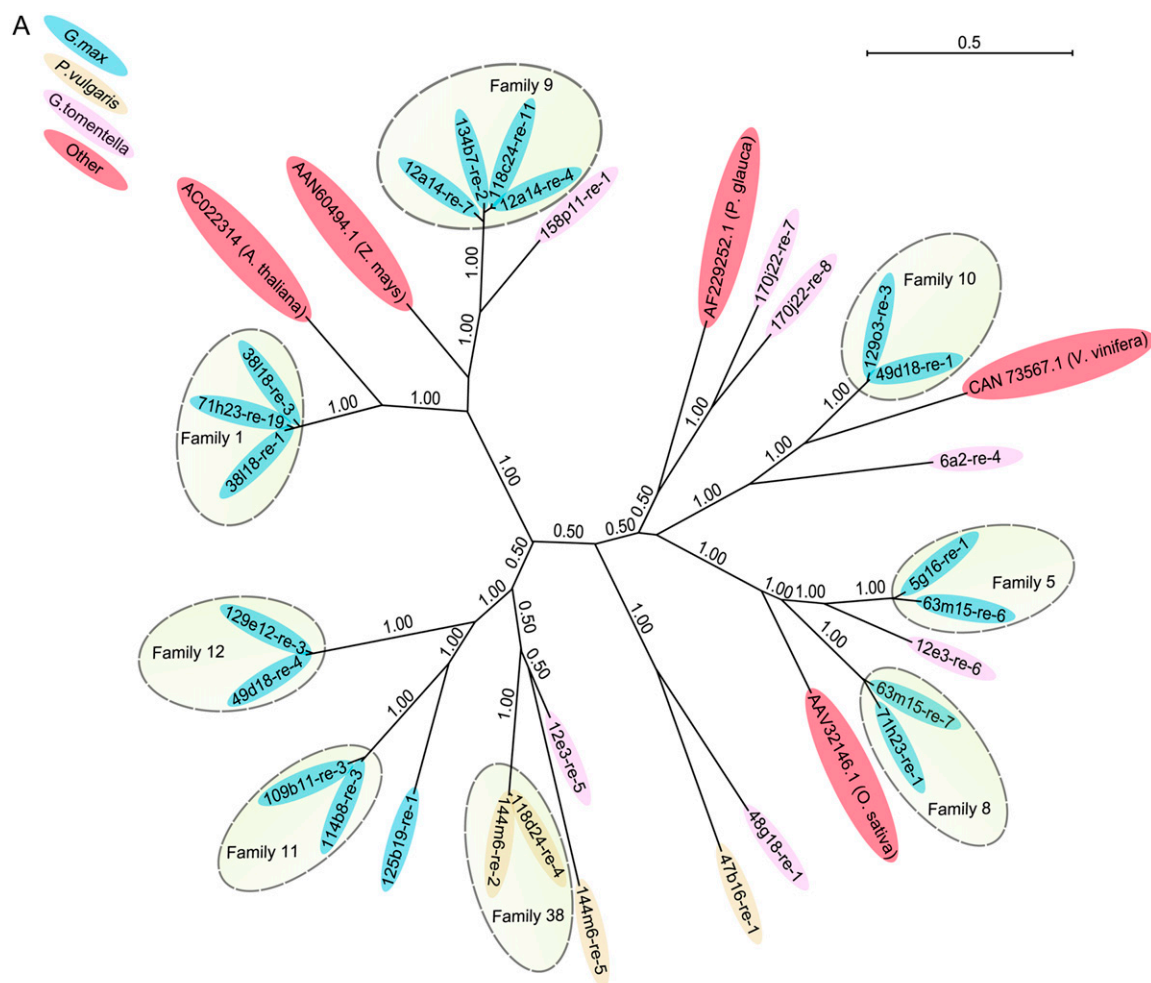 A
G.max
P.vulgaris
G.tomentella
Other
0.5
Family 9
134b7-re-2
118c24-re-11
12a14-re-7
12a14-re-4
158p11-re-1
AC022314 (A. thaliana)
AAN60494.1 (Z. mays)
AF229252.1 (P. glauca)
170j22-re-7
170j22-re-8
Family 10
129o3-re-3
49d18-re-1
CAN 73567.1 (V. vinifera)
6a2-re-4
1.00
1.00
38l18-re-3
71h23-re-19
38l18-re-1
Family 1
1.00
1.00
1.00
1.00
1.00
1.00
0.50
1.00
0.50
0.50
0.50
5g16-re-1
63m15-re-6
Family 5
1.00
1.00
1.00
1.00
12e3-re-6
1.00
63m15-re-7
71h23-re-1
Family 8
AAV32146.1 (O. sativa)
129e12-re-3
49d18-re-4
Family 12
1.00
1.00
1.00
1.00
0.50
0.50
1.00
1.00
109b11-re-3
114b8-re-3
Family 11
125b19-re-1
12e3-re-5
118d24-re-4
144m6-re-2
Family 38
144m6-re-5
47b16-re-1
48g18-re-1